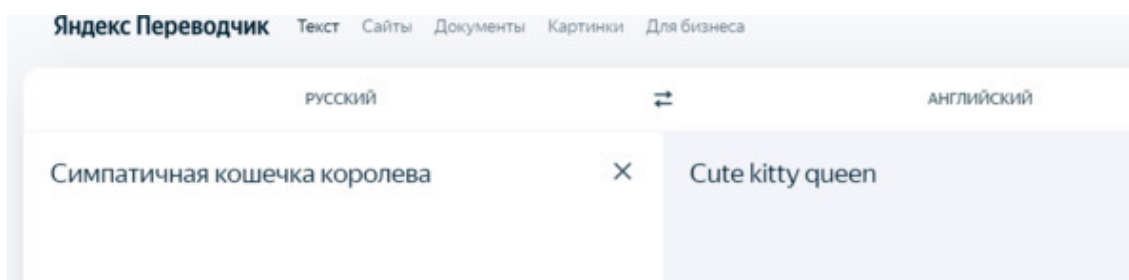 Яндекс Переводчик Текст Сайты Документы Картинки Для бизнеса
РУССКИЙ АНГЛИЙСКИЙ
Симпатичная кошечка королева Cute kitty queen